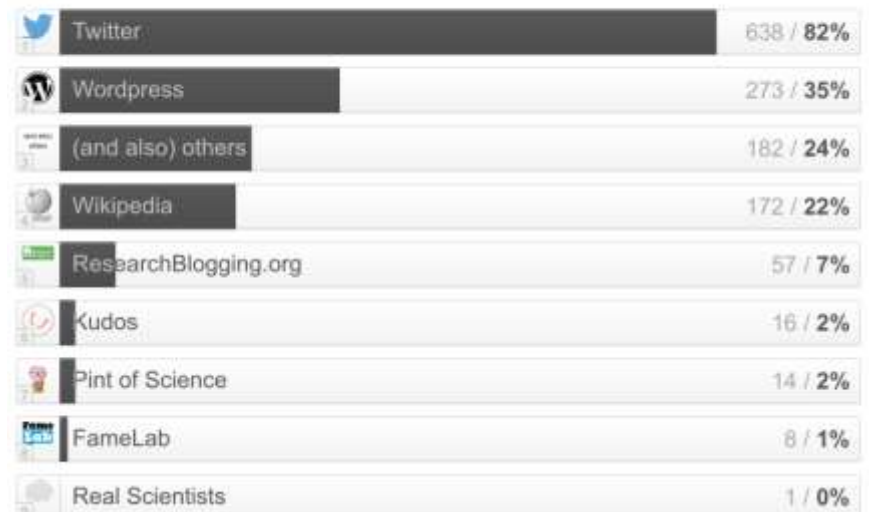 Twitter 638 / 82%
Wordpress 273 / 35%
(and also) others 182 / 24%
Wikipedia 172 / 22%
ResearchBlogging.org 57 / 7%
Kudos 16 / 2%
Pint of Science 14 / 2%
FameLab 8 / 1%
Real Scientists 1 / 0%